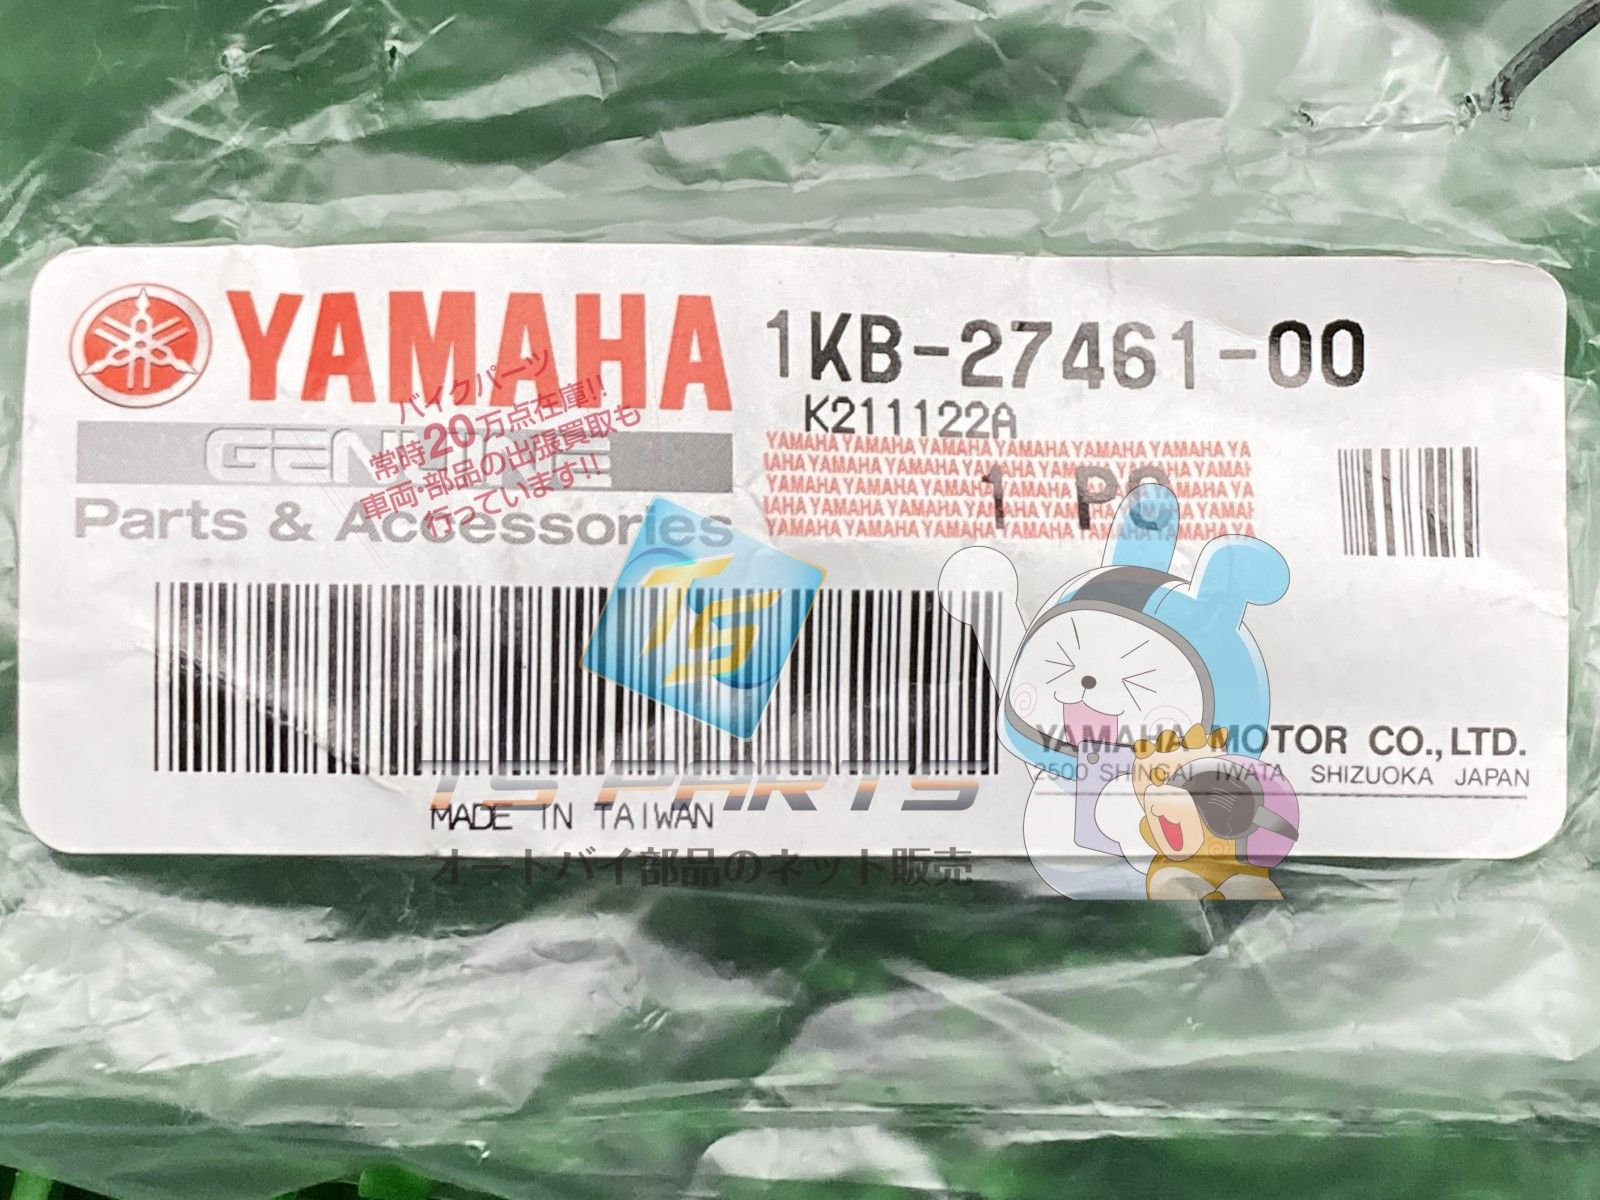 YAMAHA
1KB-27461-00
K211122A
GENUINE
Parts & Accessories
YAMAHA YAMAHA YAMAHA YAMAHA YAMAHA YAMAHA YA
1 PC
バイクパーツ
常時20万点在庫!!
車両・部品の出張買取も
行っています!!
TS
YAMAHA MOTOR CO., LTD.
2500 SHINGAI IWATA SHIZUOKA JAPAN
TS PARTS
MADE IN TAIWAN
オートバイ部品のネット販売